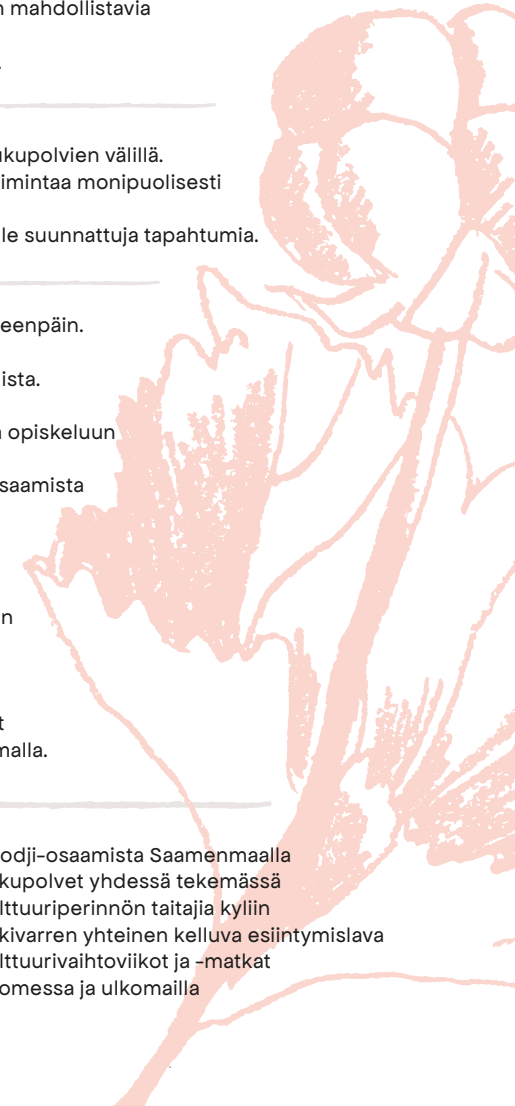 n mahdollistavia
ukupolvien välillä.
imintaa monipuolisesti
le suunnattuja tapahtumia.
eenpäin.
ista.
opiskeluun
saamista
n
t
malla.
odji-osaamista Saamenmaalla
kupolvet yhdessä tekemässä
lttuuriperinnön taitajia kyliin
kivarren yhteinen kelluva esiintymislava
lttuurivaihtoviikot ja -matkat
omessa ja ulkomailla